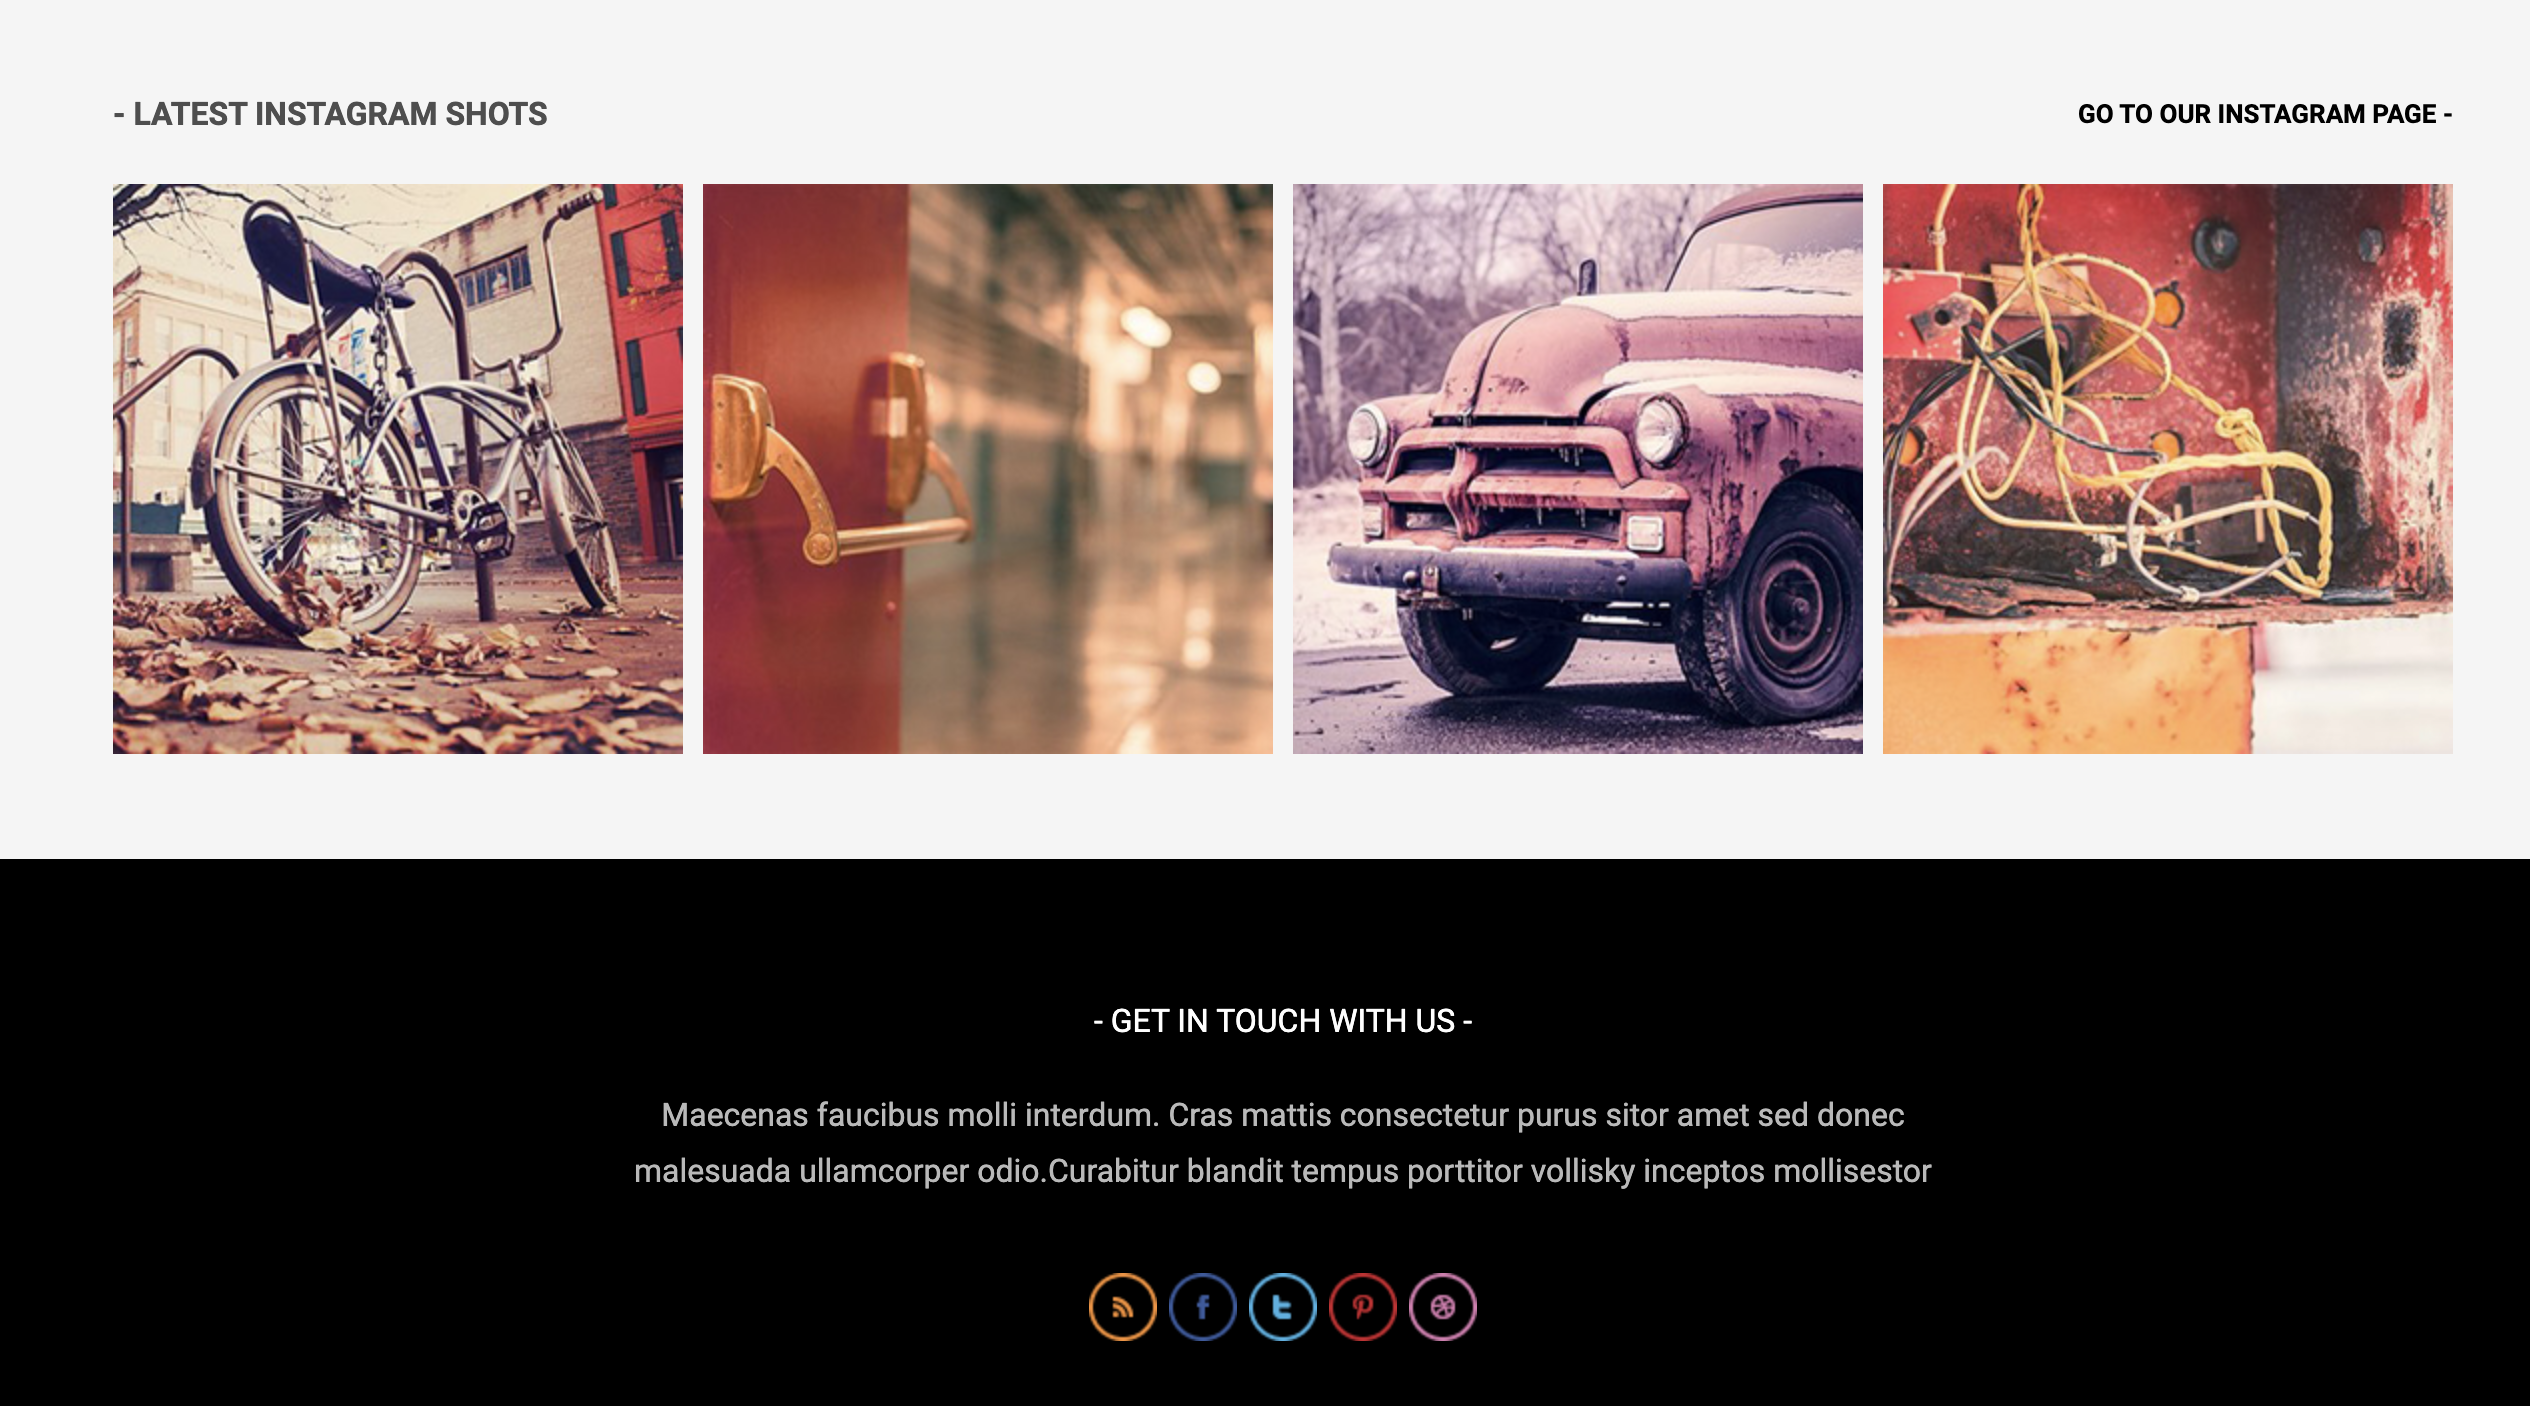 - LATEST INSTAGRAM SHOTS
GO TO OUR INSTAGRAM PAGE -
- GET IN TOUCH WITH US -
Maecenas faucibus molli interdum. Cras mattis consectetur purus sitor amet sed donec
malesuada ullamcorper odio.Curabitur blandit tempus porttitor vollisky inceptos mollisestor